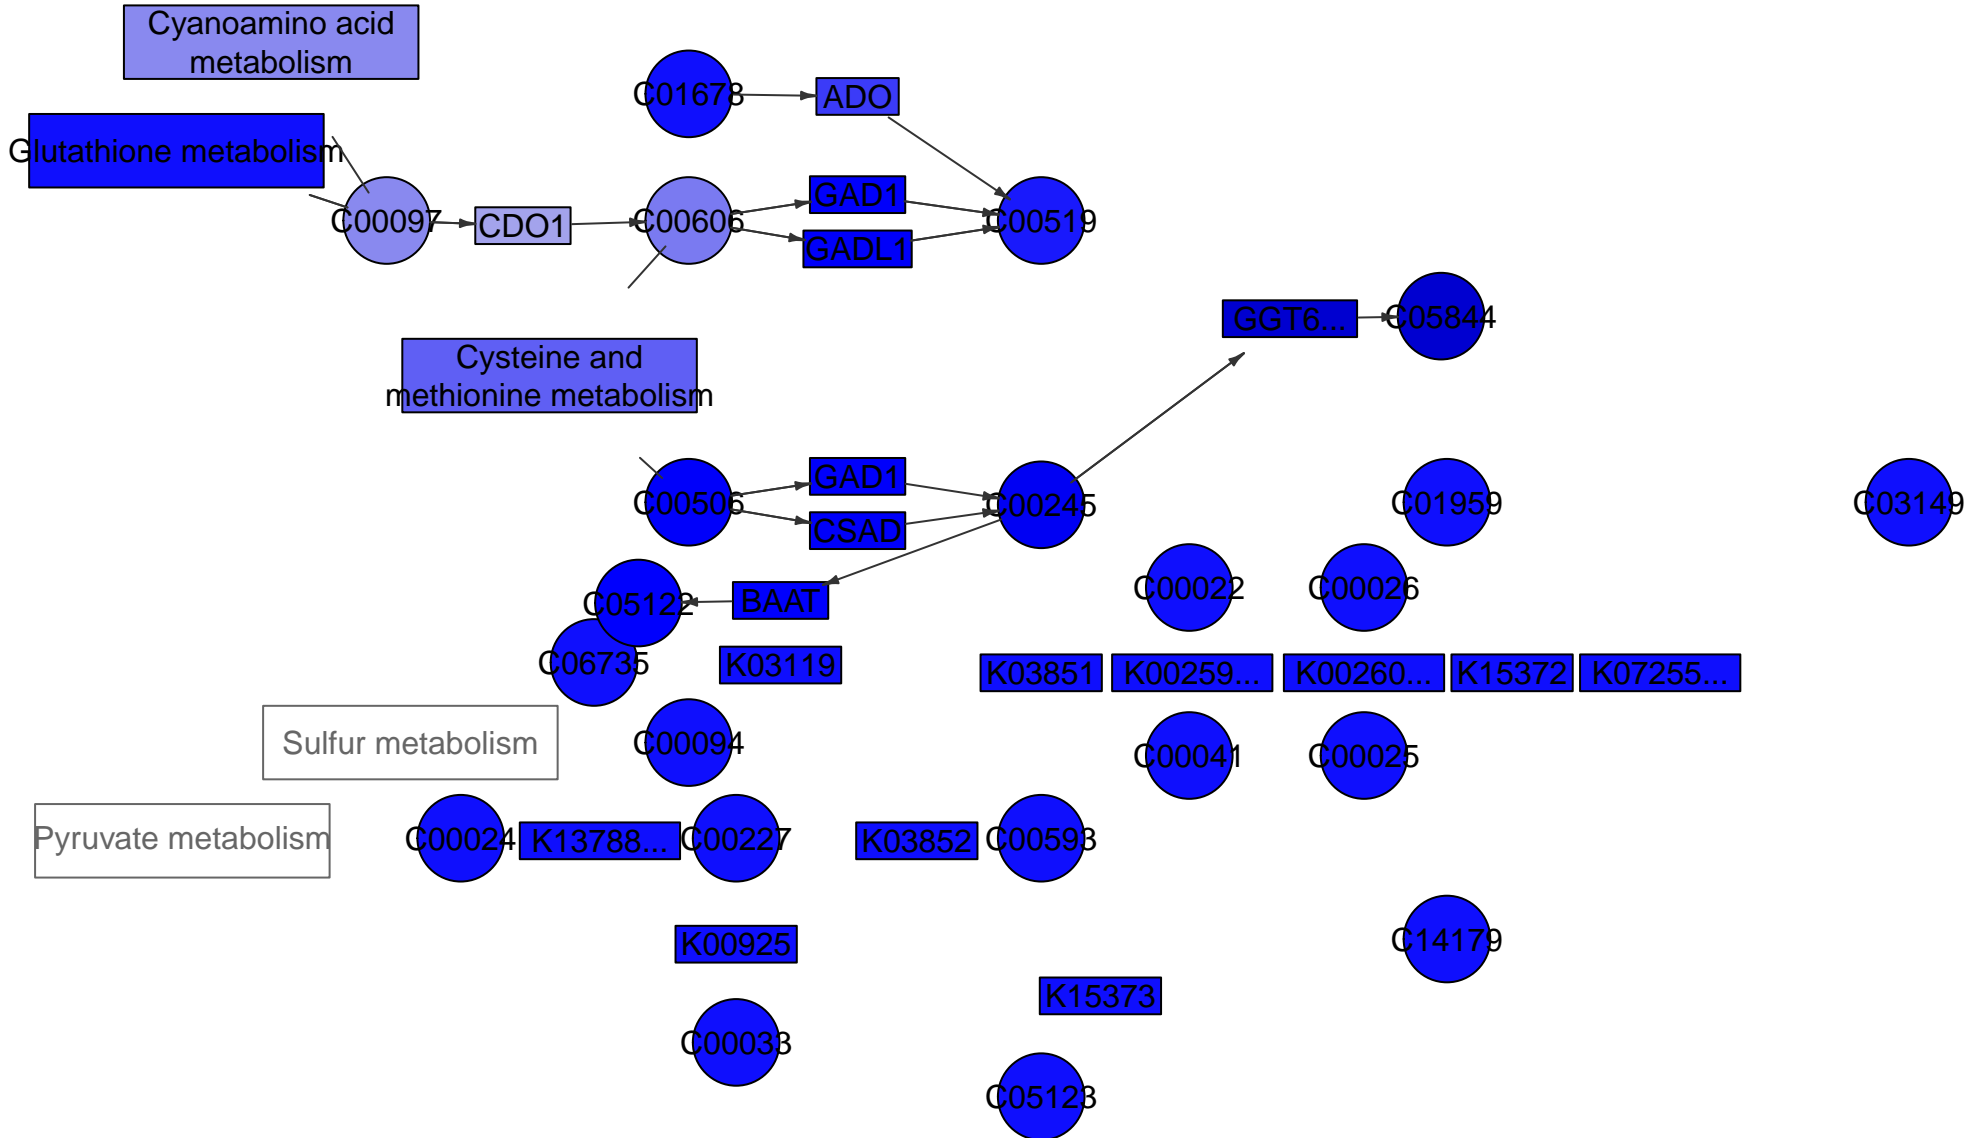 Cyanoamino acid
metabolism
C01678
ADO
Glutathione metabolism
C00097
CDO1
C00606
GAD1
GADL1
C00519
GGT6...
C05844
Cysteine and
methionine metabolism
C00506
GAD1
CSAD
C00245
C01959
C03149
C05122
BAAT
C00022
C00026
C06735
K03119
K03851
K00259...
K00260...
K15372
K07255...
Sulfur metabolism
C00094
C00041
C00025
Pyruvate metabolism
C00024
K13788...
C00227
K03852
C00593
K00925
C14179
K15373
C00033
C05123